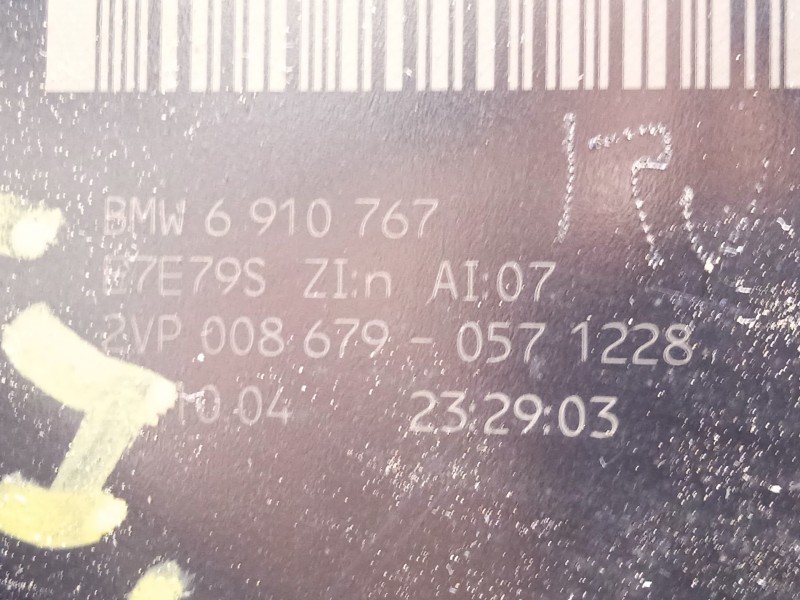 BMW 6 910 767
E7E79S ZI:n AI:07
2VP 008 679 - 057 1228
10.04 23:29:03